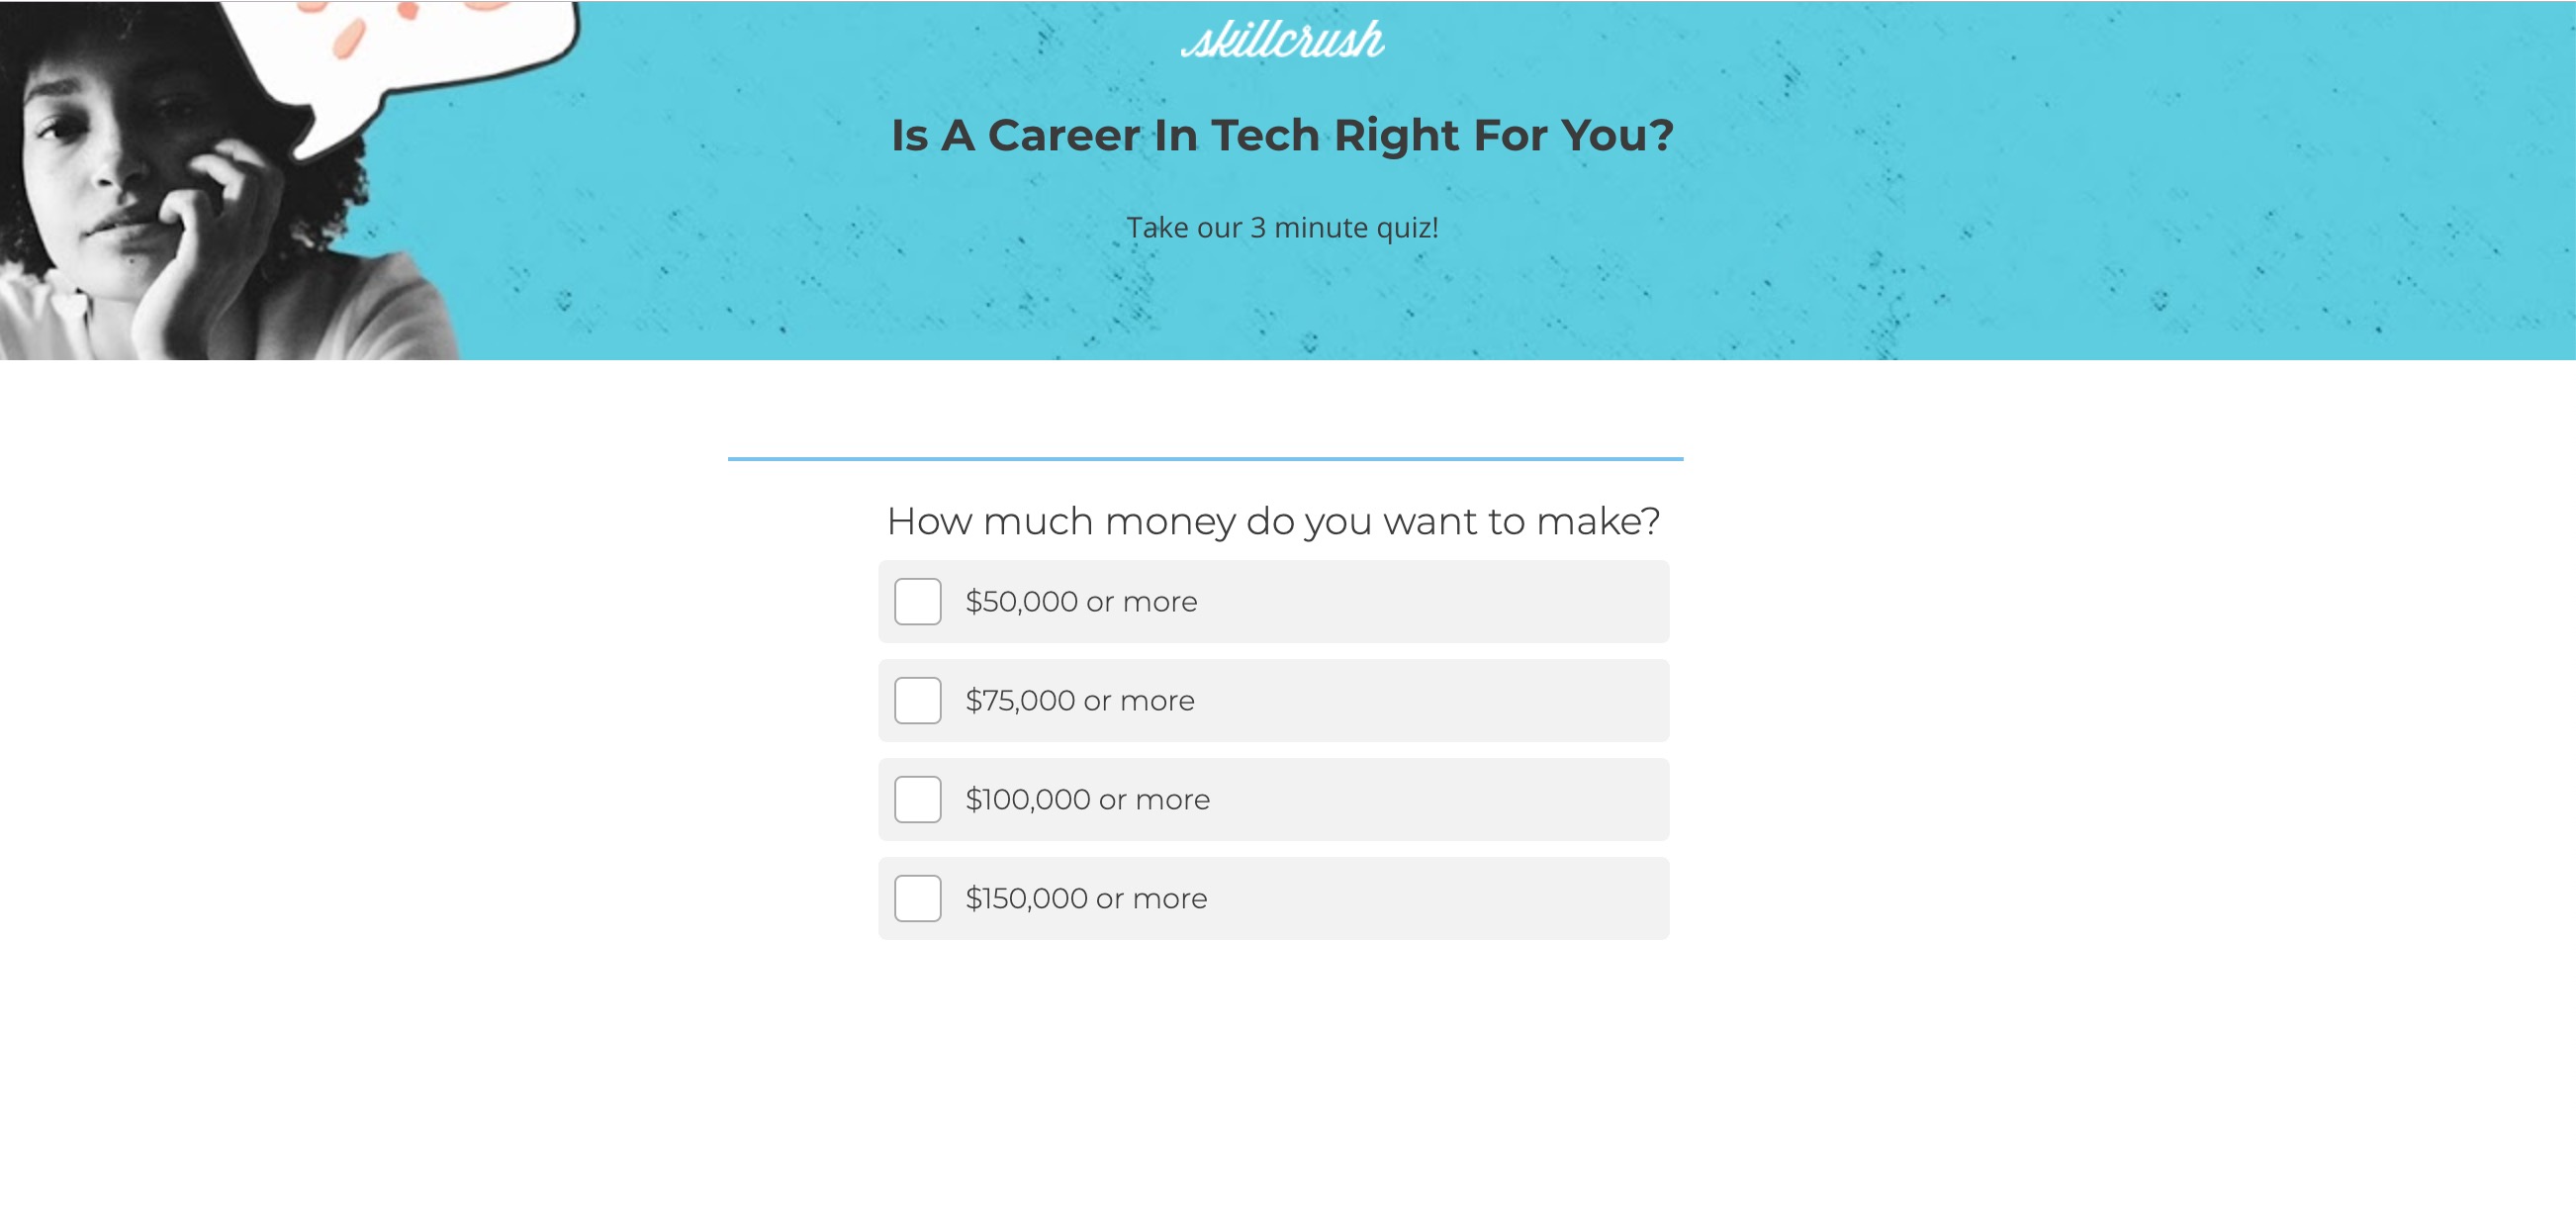 skillcrush
Is A Career In Tech Right For You?
Take our 3 minute quiz!
How much money do you want to make?
$50,000 or more
$75,000 or more
$100,000 or more
$150,000 or more